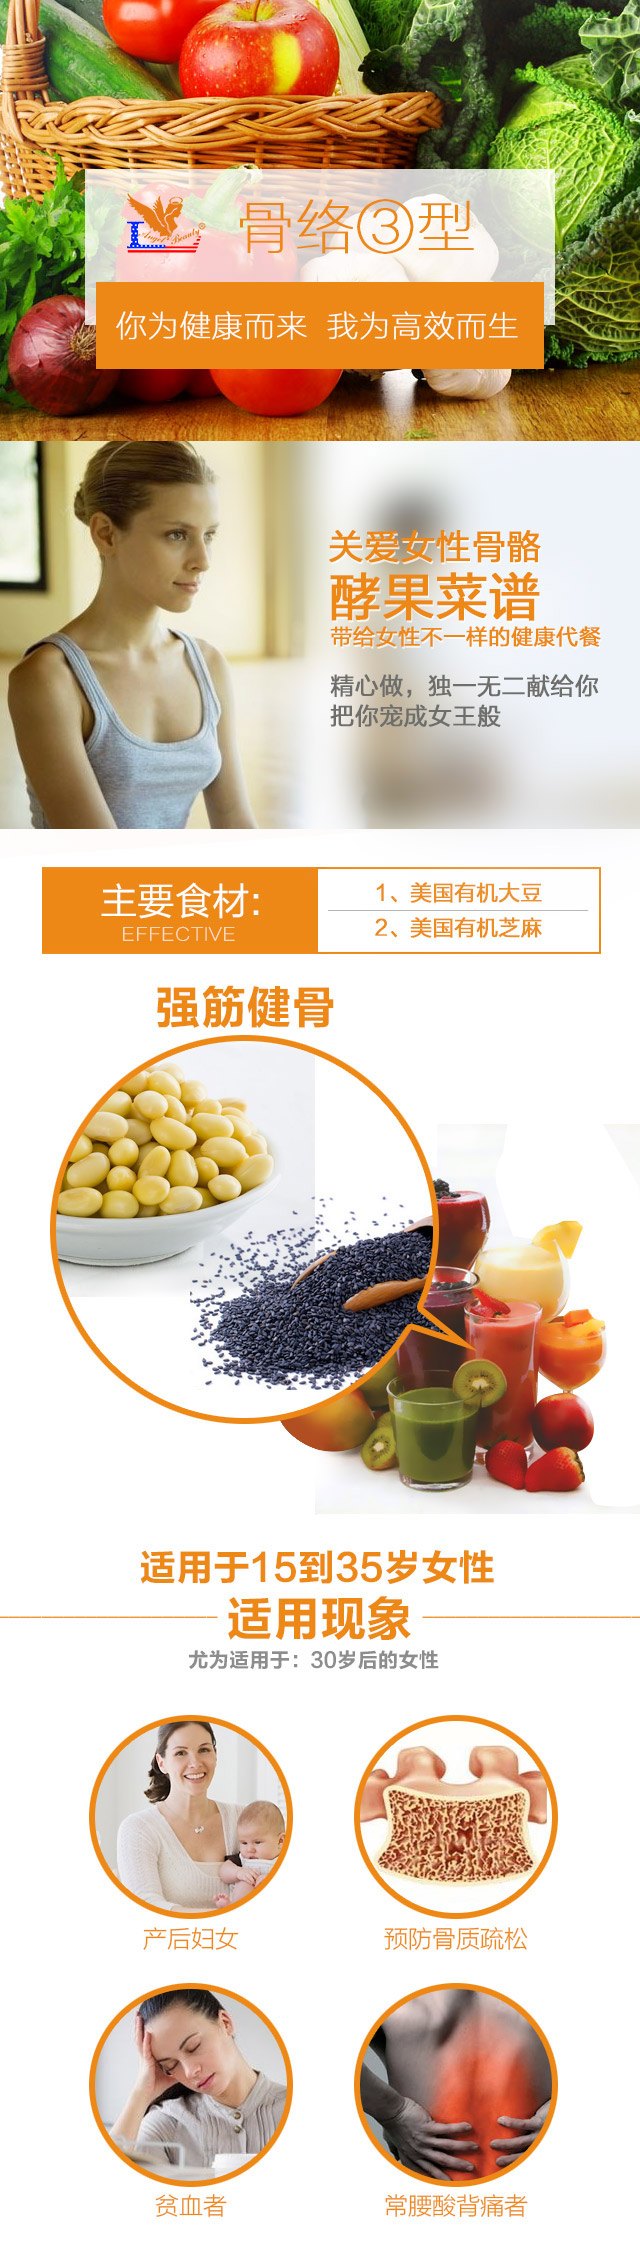 Angel Beauty®
骨络③型
你为健康而来 我为高效而生
关爱女性骨骼
酵果菜谱
带给女性不一样的健康代餐
精心做，独一无二献给你
把你宠成女王般
主要食材:
EFFECTIVE
1、美国有机大豆
2、美国有机芝麻
强筋健骨
适用于15到35岁女性
适用现象
尤为适用于：30岁后的女性
产后妇女
预防骨质疏松
贫血者
常腰酸背痛者